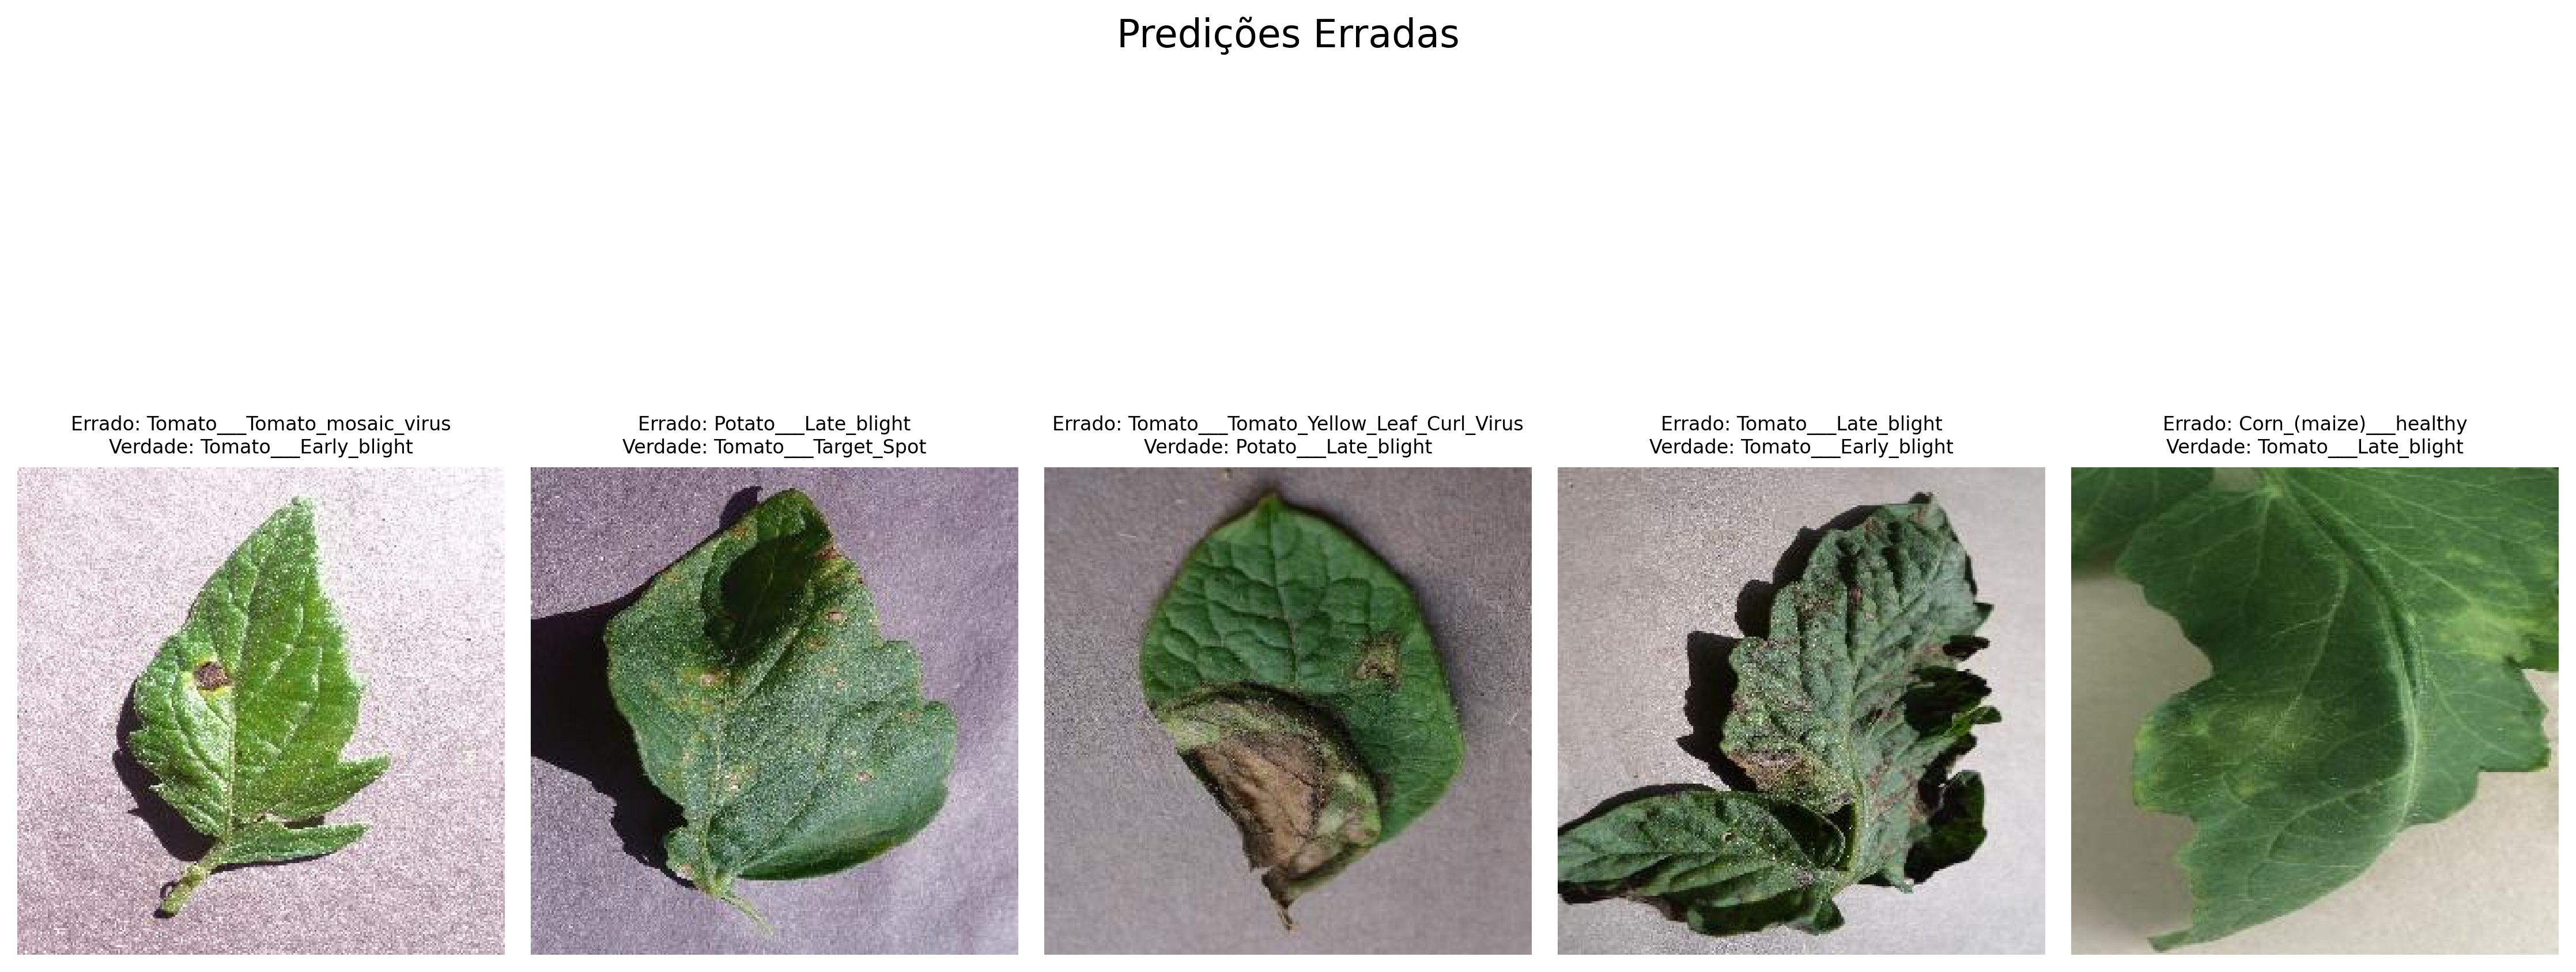 Predições Erradas
Errado: Tomato___Tomato_mosaic_virus
Verdade: Tomato___Early_blight
Errado: Potato___Late_blight
Verdade: Tomato___Target_Spot
Errado: Tomato___Tomato_Yellow_Leaf_Curl_Virus
Verdade: Potato___Late_blight
Errado: Tomato___Late_blight
Verdade: Tomato___Early_blight
Errado: Corn_(maize)___healthy
Verdade: Tomato___Late_blight